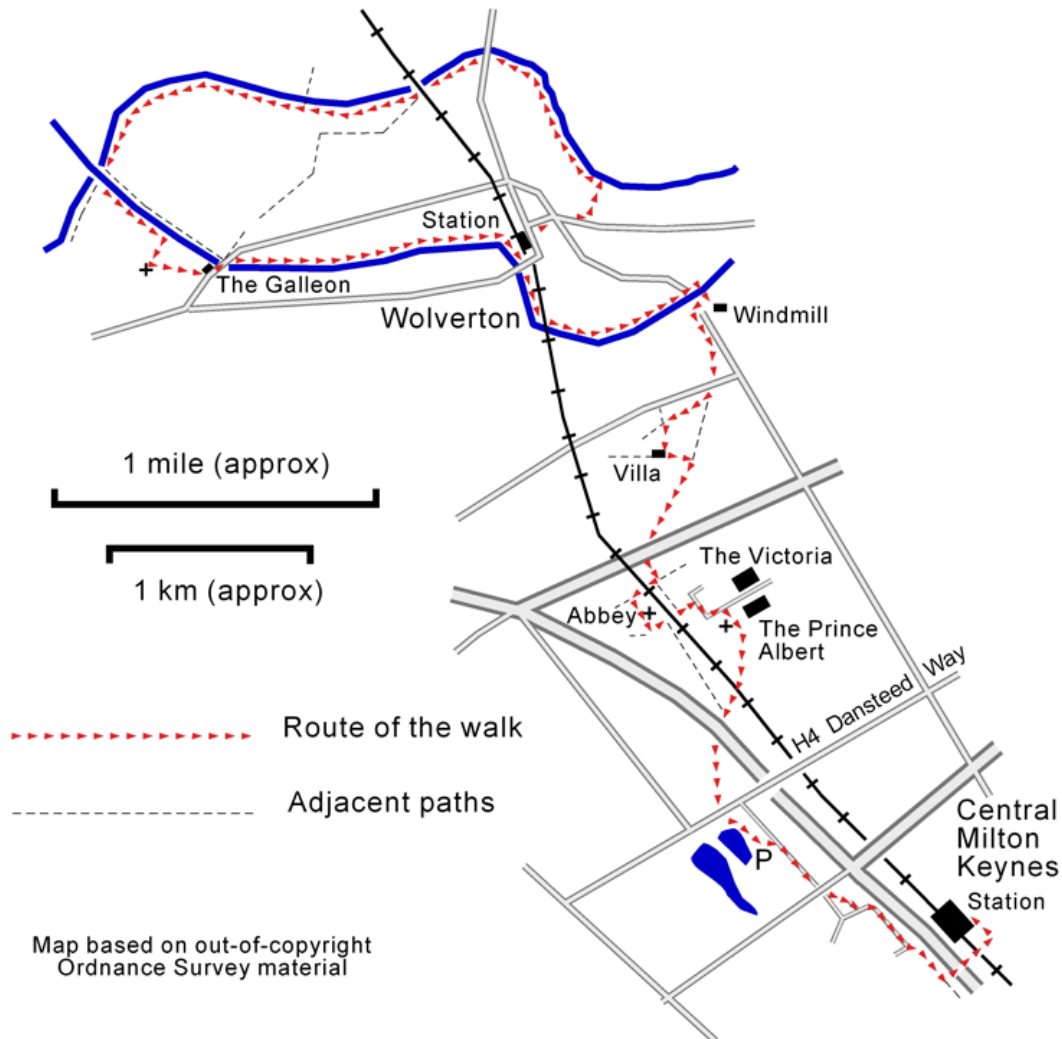 Station
The Galleon
Wolverton
Windmill
1 mile (approx)
Villa
1 km (approx)
The Victoria
Abbey
The Prince
Albert
H4 Dansteed Way
Route of the walk
Adjacent paths
Central
Milton
Keynes
P
Station
Map based on out-of-copyright
Ordnance Survey material